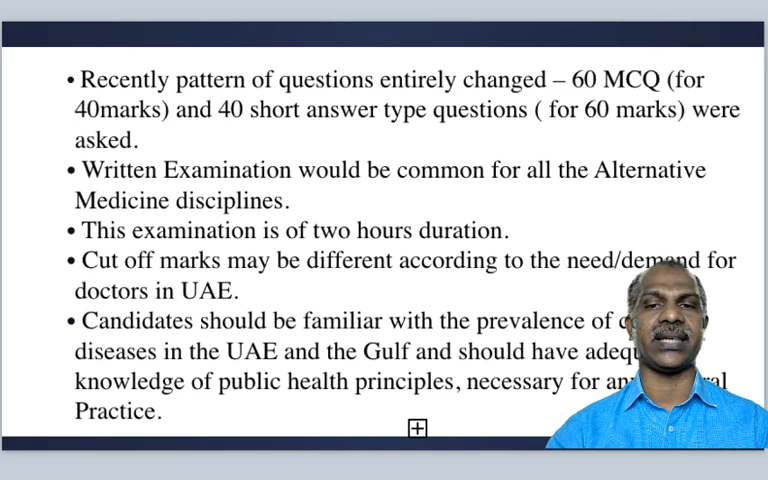 • Recently pattern of questions entirely changed – 60 MCQ (for
40marks) and 40 short answer type questions ( for 60 marks) were
asked.
• Written Examination would be common for all the Alternative
Medicine disciplines.
• This examination is of two hours duration.
• Cut off marks may be different according to the need/demand for
doctors in UAE.
• Candidates should be familiar with the prevalence of
diseases in the UAE and the Gulf and should have
knowledge of public health principles, necessary for
Practice.